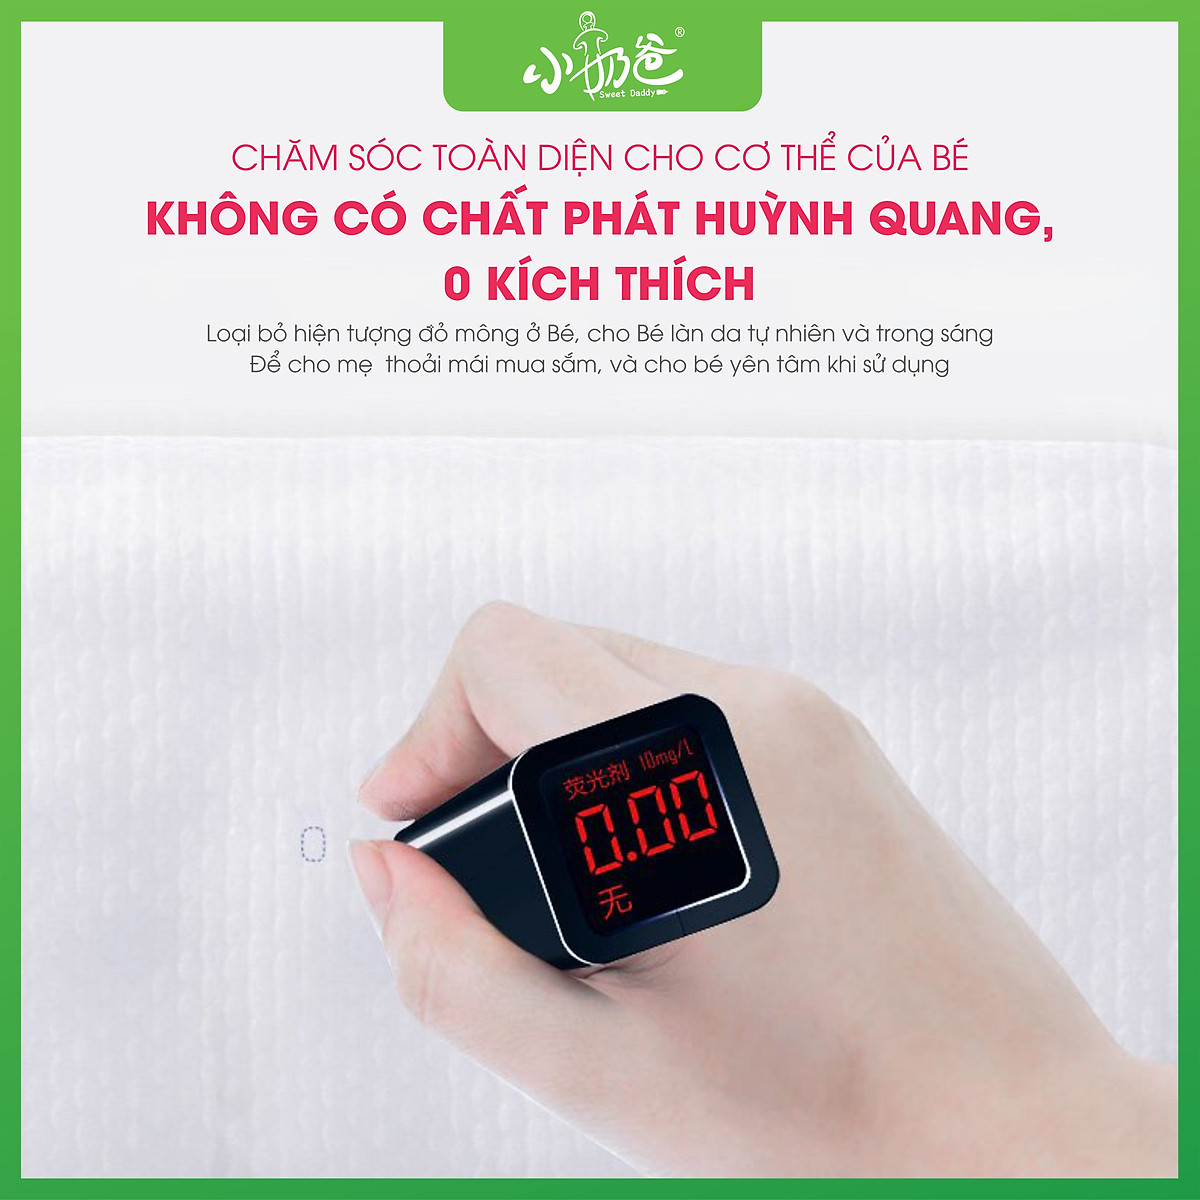 小奶爸®
Sweet Daddy
CHĂM SÓC TOÀN DIỆN CHO CƠ THỂ CỦA BÉ
KHÔNG CÓ CHẤT PHÁT HUỲNH QUANG,
0 KÍCH THÍCH
Loại bỏ hiện tượng đỏ mông ở Bé, cho Bé làn da tự nhiên và trong sáng
Để cho mẹ thoải mái mua sắm, và cho bé yên tâm khi sử dụng
荧光剂 10mg/L
0.00
无
0